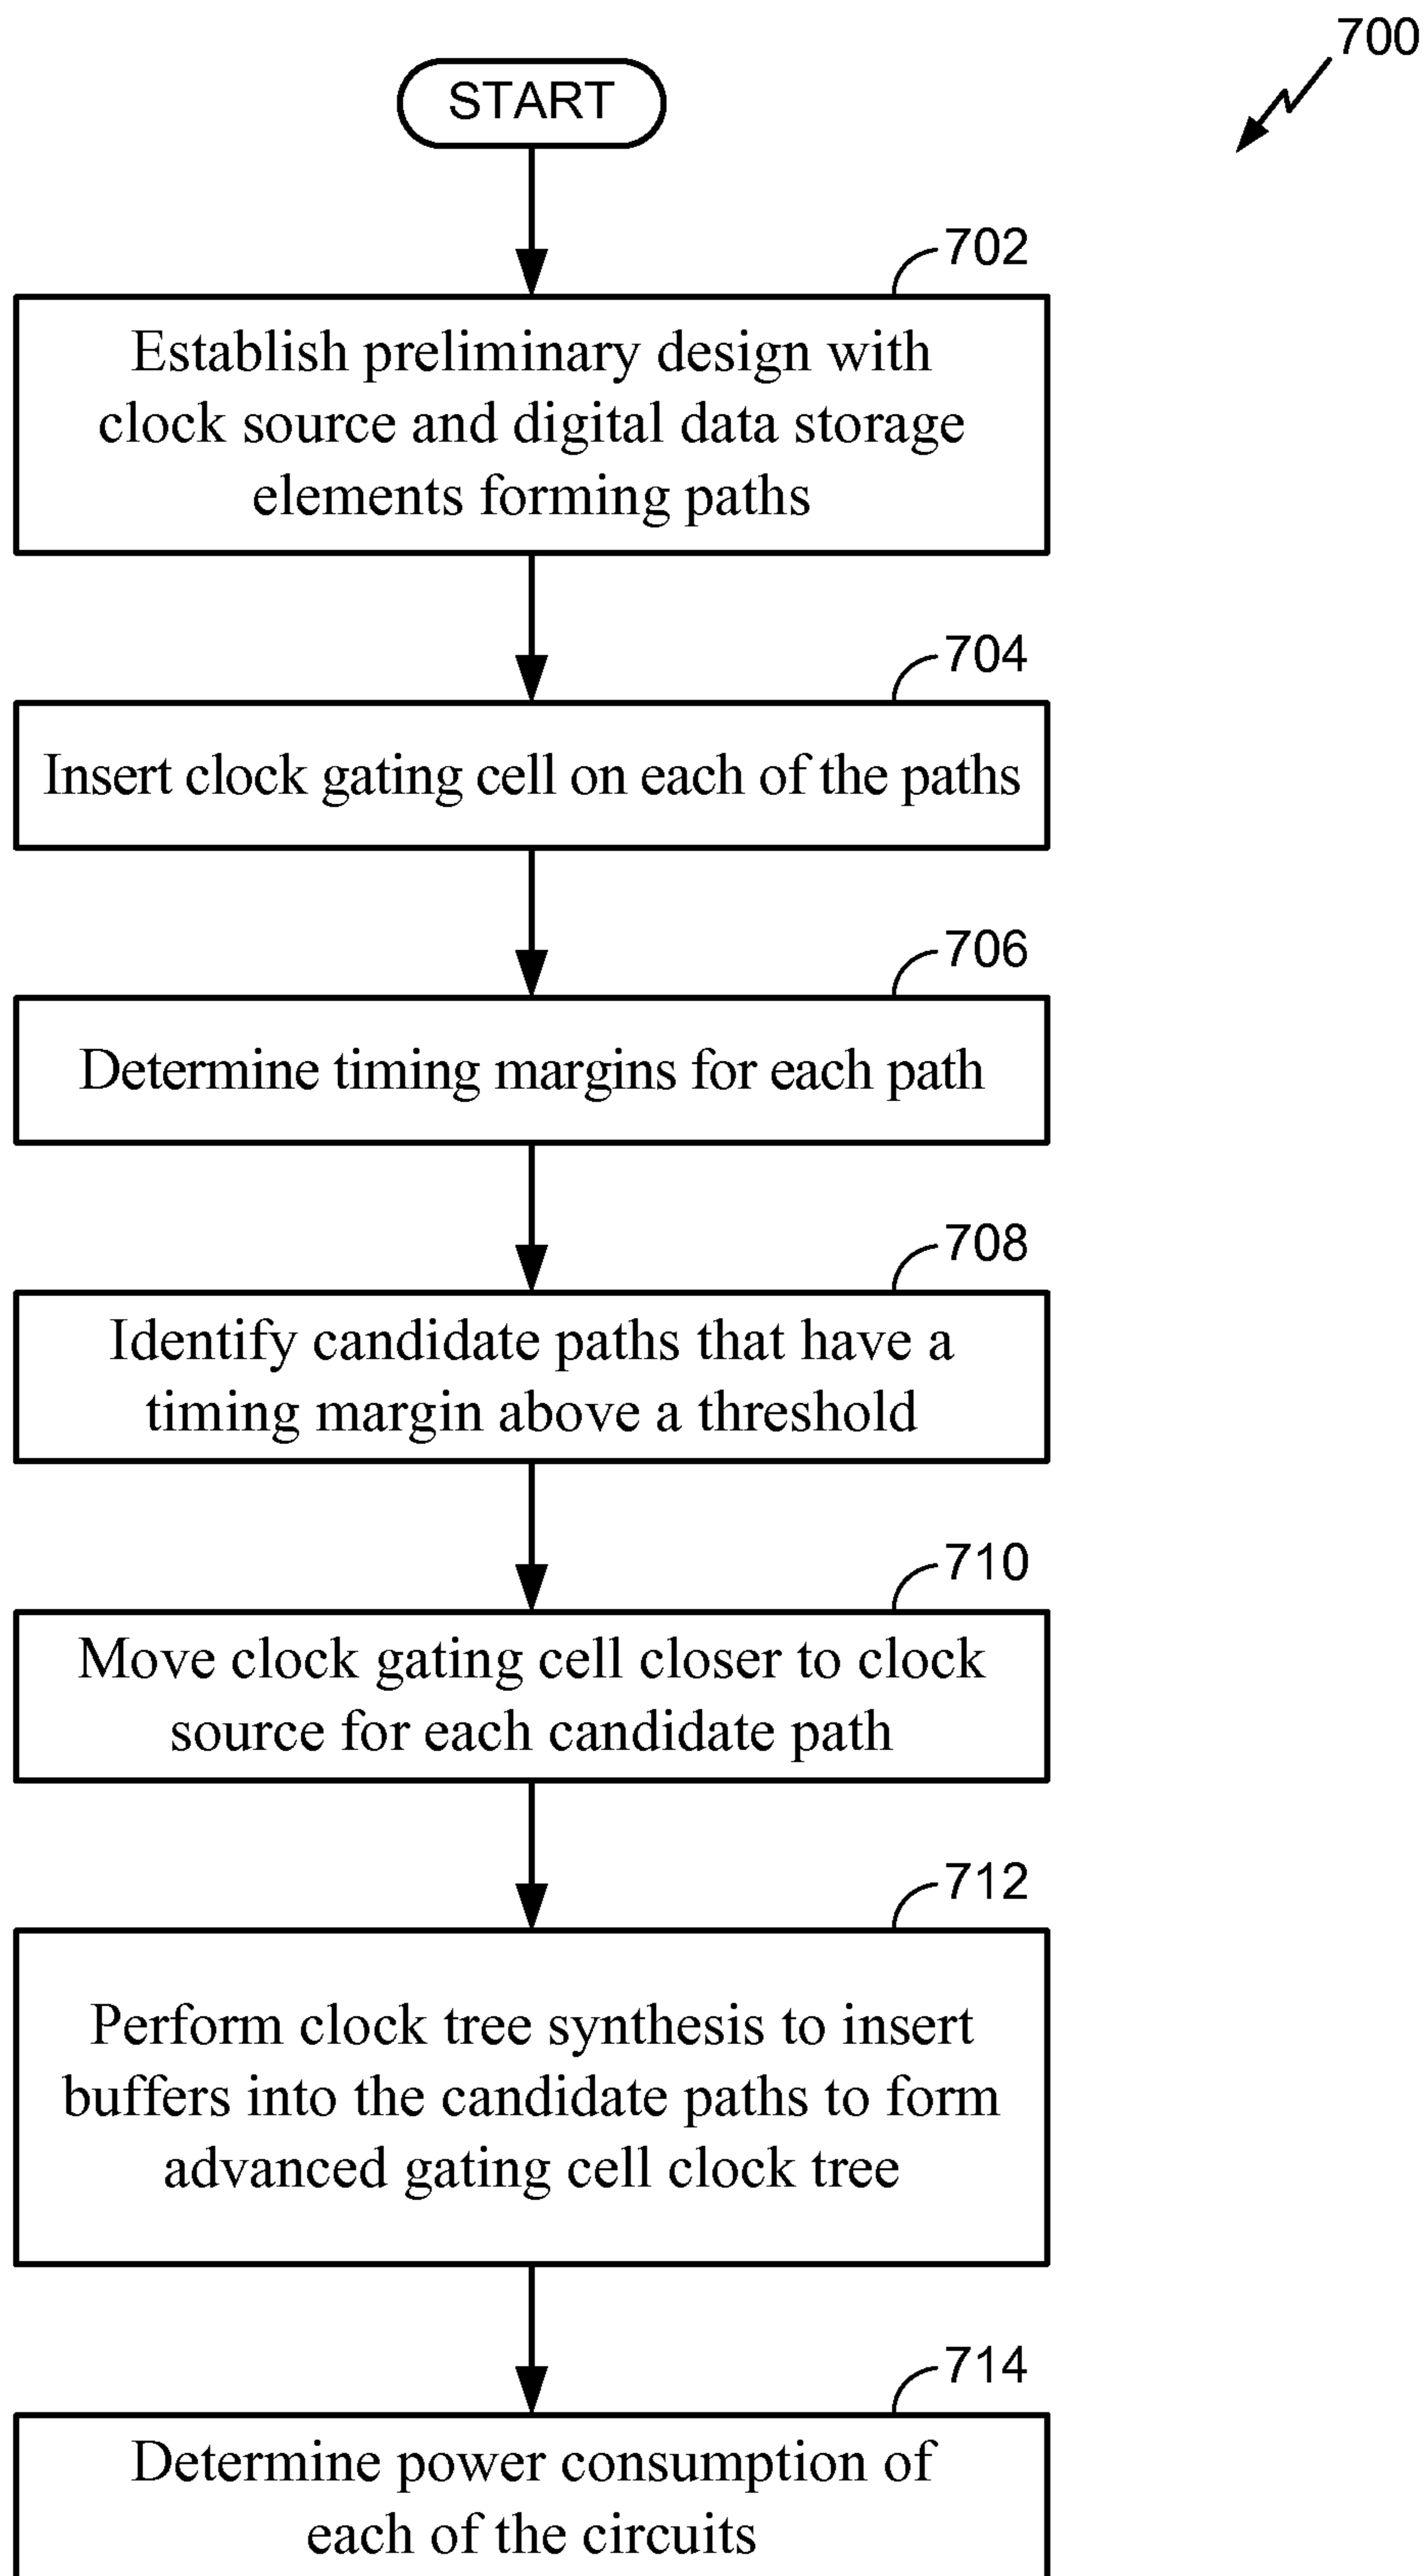 700
START
702
Establish preliminary design with
clock source and digital data storage
elements forming paths
704
Insert clock gating cell on each of the paths
706
Determine timing margins for each path
708
Identify candidate paths that have a
timing margin above a threshold
710
Move clock gating cell closer to clock
source for each candidate path
712
Perform clock tree synthesis to insert
buffers into the candidate paths to form
advanced gating cell clock tree
714
Determine power consumption of
each of the circuits